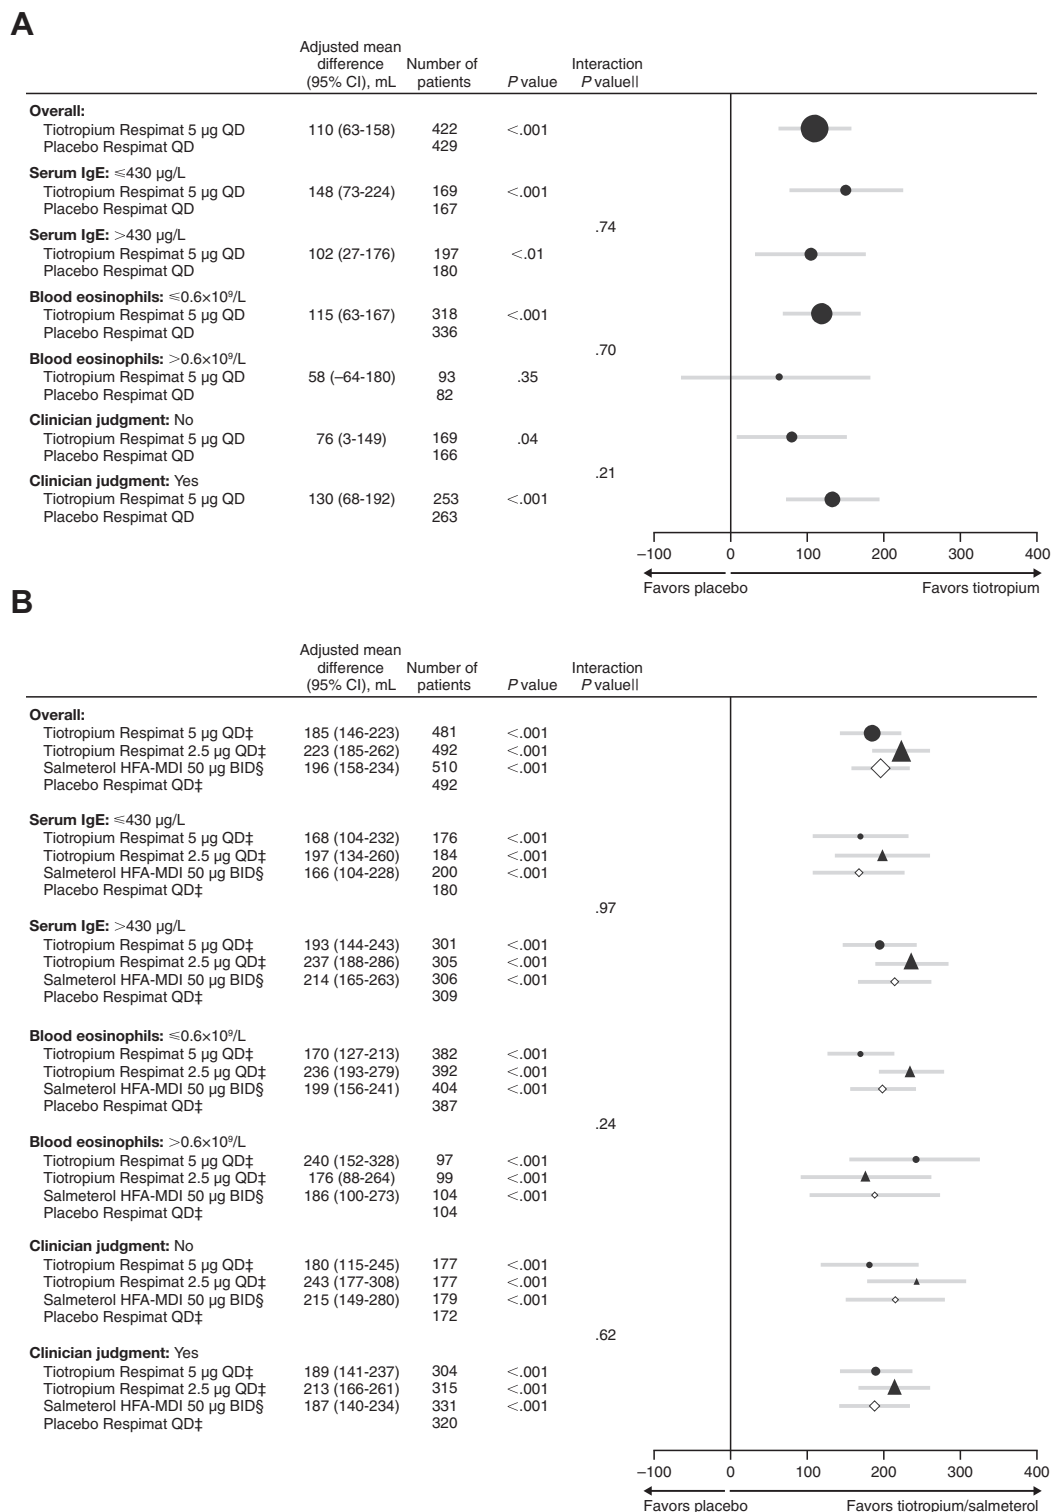 A
Adjusted mean difference (95% CI), mL Number of patients P value Interaction P value||
Overall:
Tiotropium Respimat 5 µg QD 110 (63-158) 422 <.001
Placebo Respimat QD 429
Serum IgE: ≤430 µg/L
Tiotropium Respimat 5 µg QD 148 (73-224) 169 <.001
Placebo Respimat QD 167
.74
Serum IgE: >430 µg/L
Tiotropium Respimat 5 µg QD 102 (27-176) 197 <.01
Placebo Respimat QD 180
Blood eosinophils: ≤0.6×10⁹/L
Tiotropium Respimat 5 µg QD 115 (63-167) 318 <.001
Placebo Respimat QD 336
.70
Blood eosinophils: >0.6×10⁹/L
Tiotropium Respimat 5 µg QD 58 (–64-180) 93 .35
Placebo Respimat QD 82
Clinician judgment: No
Tiotropium Respimat 5 µg QD 76 (3-149) 169 .04
Placebo Respimat QD 166
.21
Clinician judgment: Yes
Tiotropium Respimat 5 µg QD 130 (68-192) 253 <.001
Placebo Respimat QD 263
–100 0 100 200 300 400
Favors placebo Favors tiotropium
B
Adjusted mean difference (95% CI), mL Number of patients P value Interaction P value||
Overall:
Tiotropium Respimat 5 µg QD‡ 185 (146-223) 481 <.001
Tiotropium Respimat 2.5 µg QD‡ 223 (185-262) 492 <.001
Salmeterol HFA-MDI 50 µg BID§ 196 (158-234) 510 <.001
Placebo Respimat QD‡ 492
Serum IgE: ≤430 µg/L
Tiotropium Respimat 5 µg QD‡ 168 (104-232) 176 <.001
Tiotropium Respimat 2.5 µg QD‡ 197 (134-260) 184 <.001
Salmeterol HFA-MDI 50 µg BID§ 166 (104-228) 200 <.001
Placebo Respimat QD‡ 180
.97
Serum IgE: >430 µg/L
Tiotropium Respimat 5 µg QD‡ 193 (144-243) 301 <.001
Tiotropium Respimat 2.5 µg QD‡ 237 (188-286) 305 <.001
Salmeterol HFA-MDI 50 µg BID§ 214 (165-263) 306 <.001
Placebo Respimat QD‡ 309
Blood eosinophils: ≤0.6×10⁹/L
Tiotropium Respimat 5 µg QD‡ 170 (127-213) 382 <.001
Tiotropium Respimat 2.5 µg QD‡ 236 (193-279) 392 <.001
Salmeterol HFA-MDI 50 µg BID§ 199 (156-241) 404 <.001
Placebo Respimat QD‡ 387
.24
Blood eosinophils: >0.6×10⁹/L
Tiotropium Respimat 5 µg QD‡ 240 (152-328) 97 <.001
Tiotropium Respimat 2.5 µg QD‡ 176 (88-264) 99 <.001
Salmeterol HFA-MDI 50 µg BID§ 186 (100-273) 104 <.001
Placebo Respimat QD‡ 104
Clinician judgment: No
Tiotropium Respimat 5 µg QD‡ 180 (115-245) 177 <.001
Tiotropium Respimat 2.5 µg QD‡ 243 (177-308) 177 <.001
Salmeterol HFA-MDI 50 µg BID§ 215 (149-280) 179 <.001
Placebo Respimat QD‡ 172
.62
Clinician judgment: Yes
Tiotropium Respimat 5 µg QD‡ 189 (141-237) 304 <.001
Tiotropium Respimat 2.5 µg QD‡ 213 (166-261) 315 <.001
Salmeterol HFA-MDI 50 µg BID§ 187 (140-234) 331 <.001
Placebo Respimat QD‡ 320
–100 0 100 200 300 400
Favors placebo Favors tiotropium/salmeterol